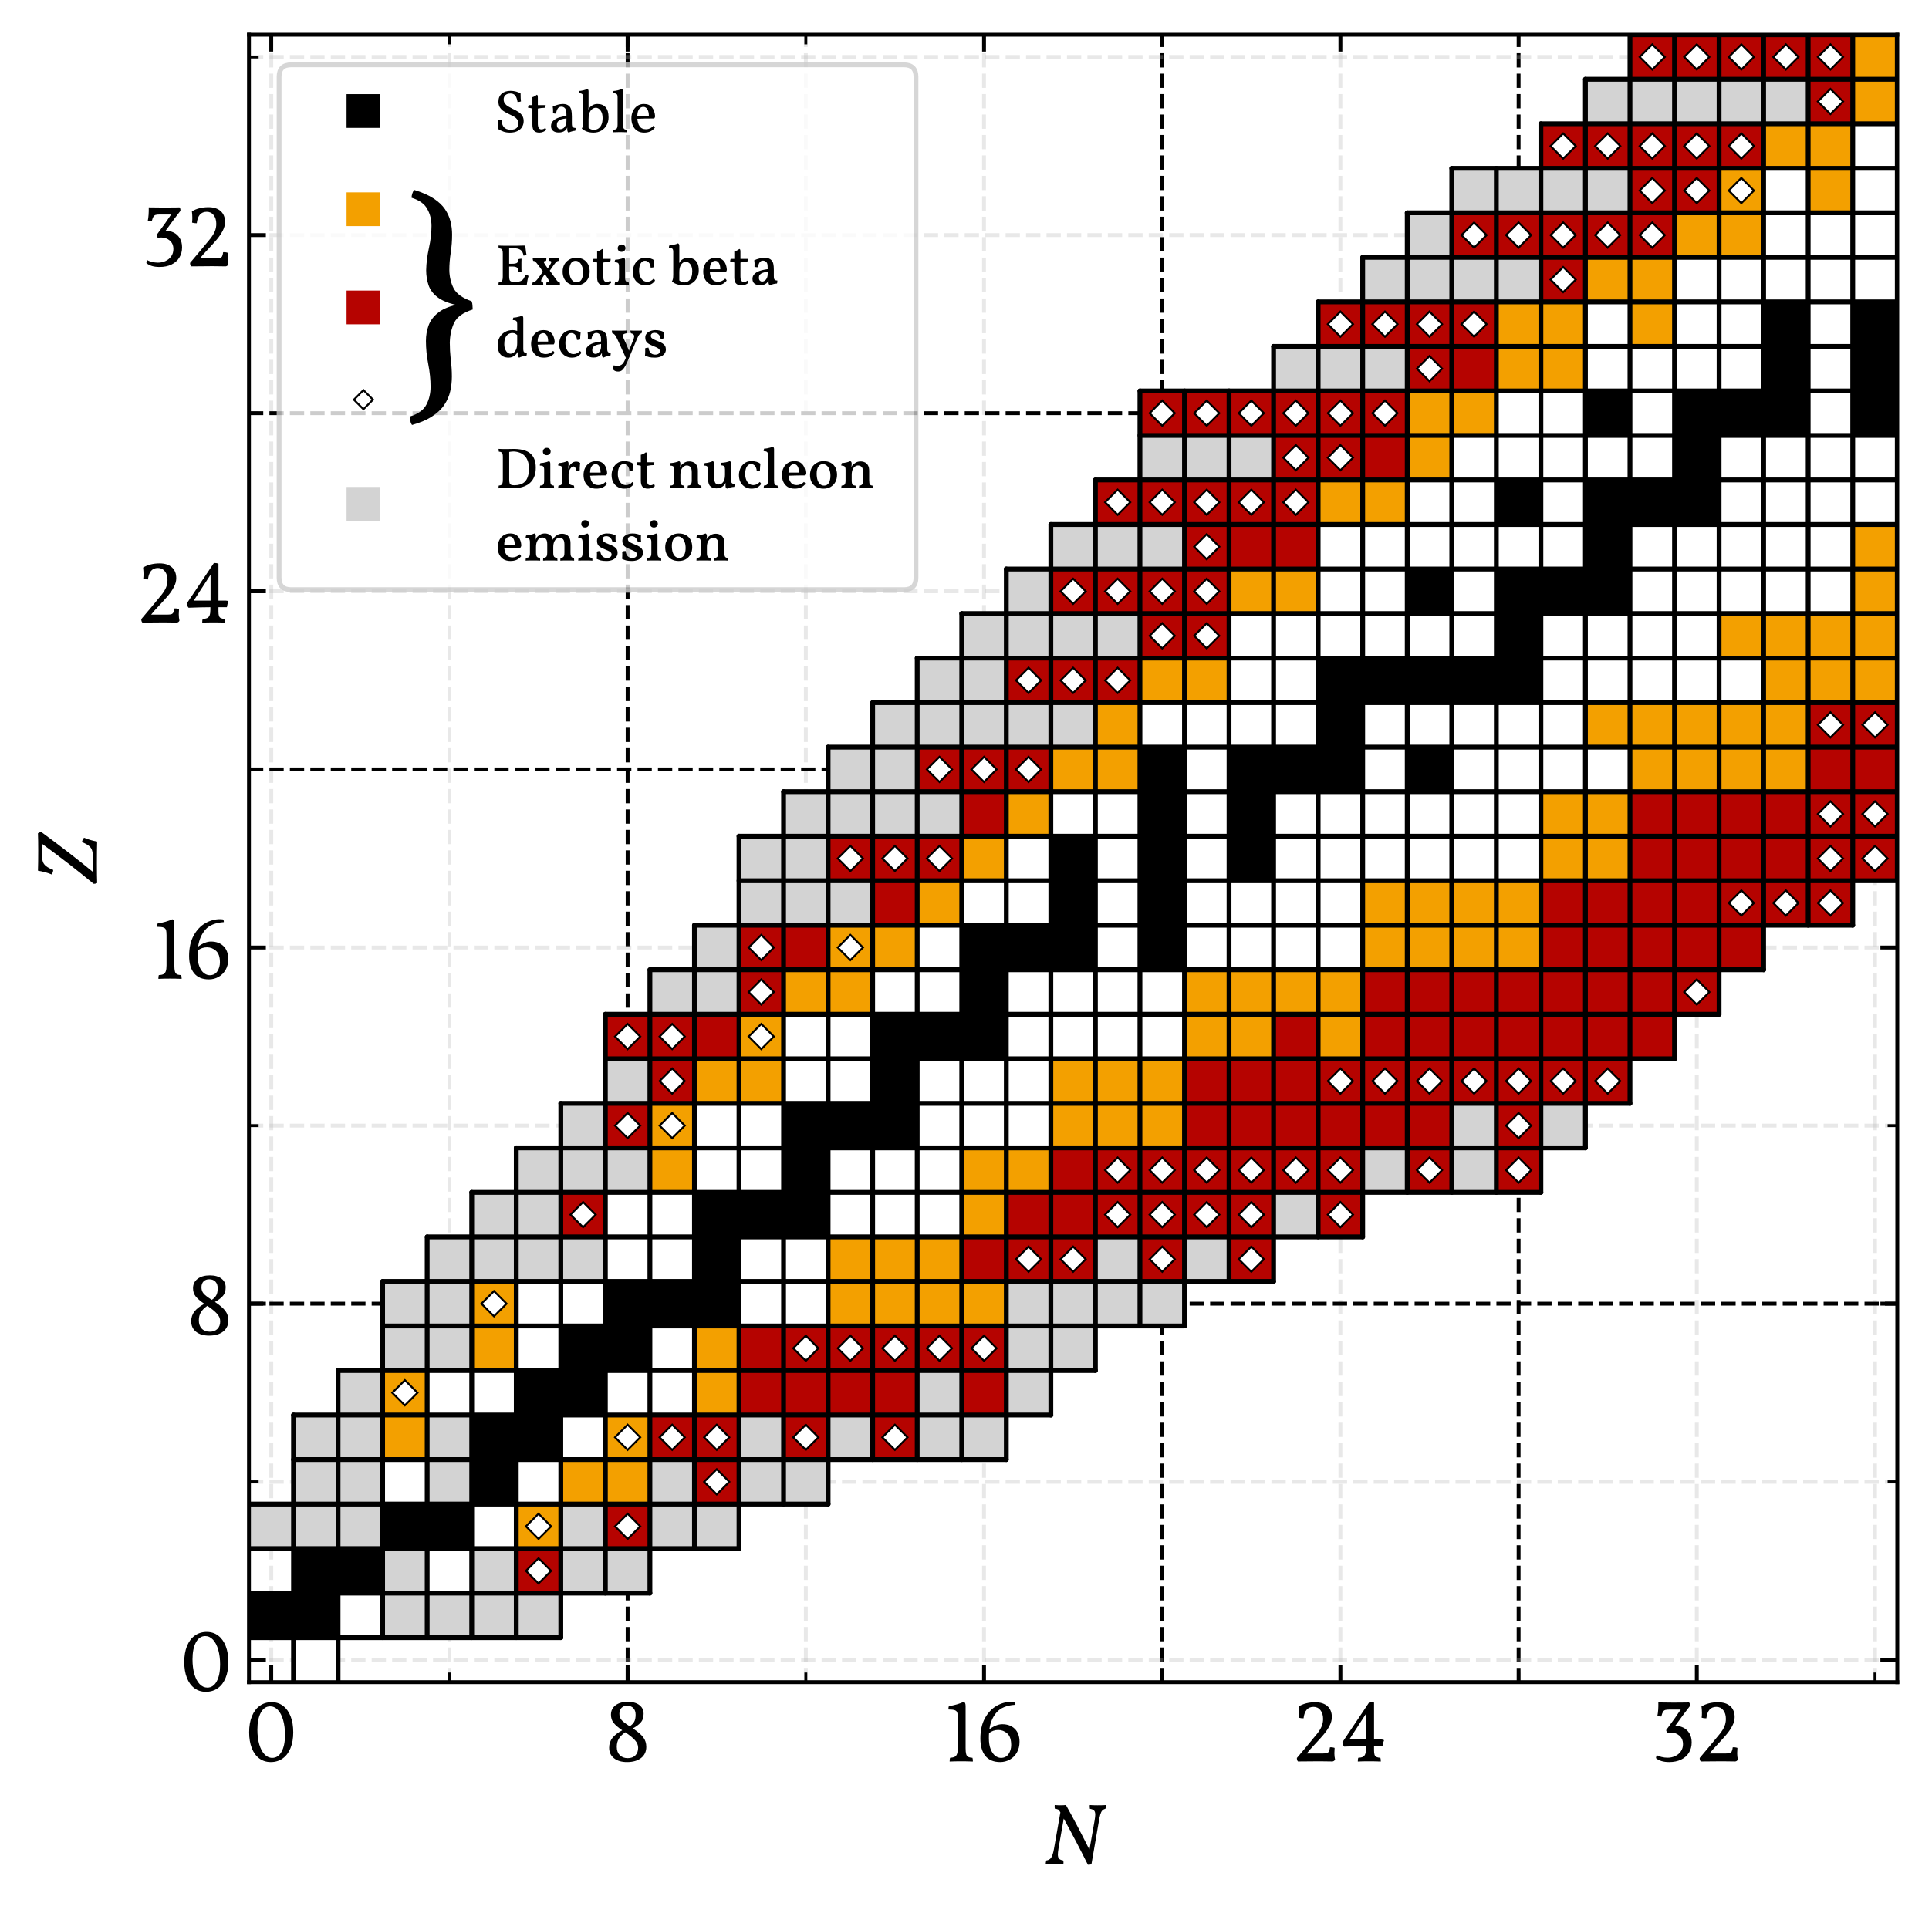 Stable
Exotic beta
decays
Direct nucleon
emission
}
32
24
16
8
0
Z
0 8 16 24 32
N